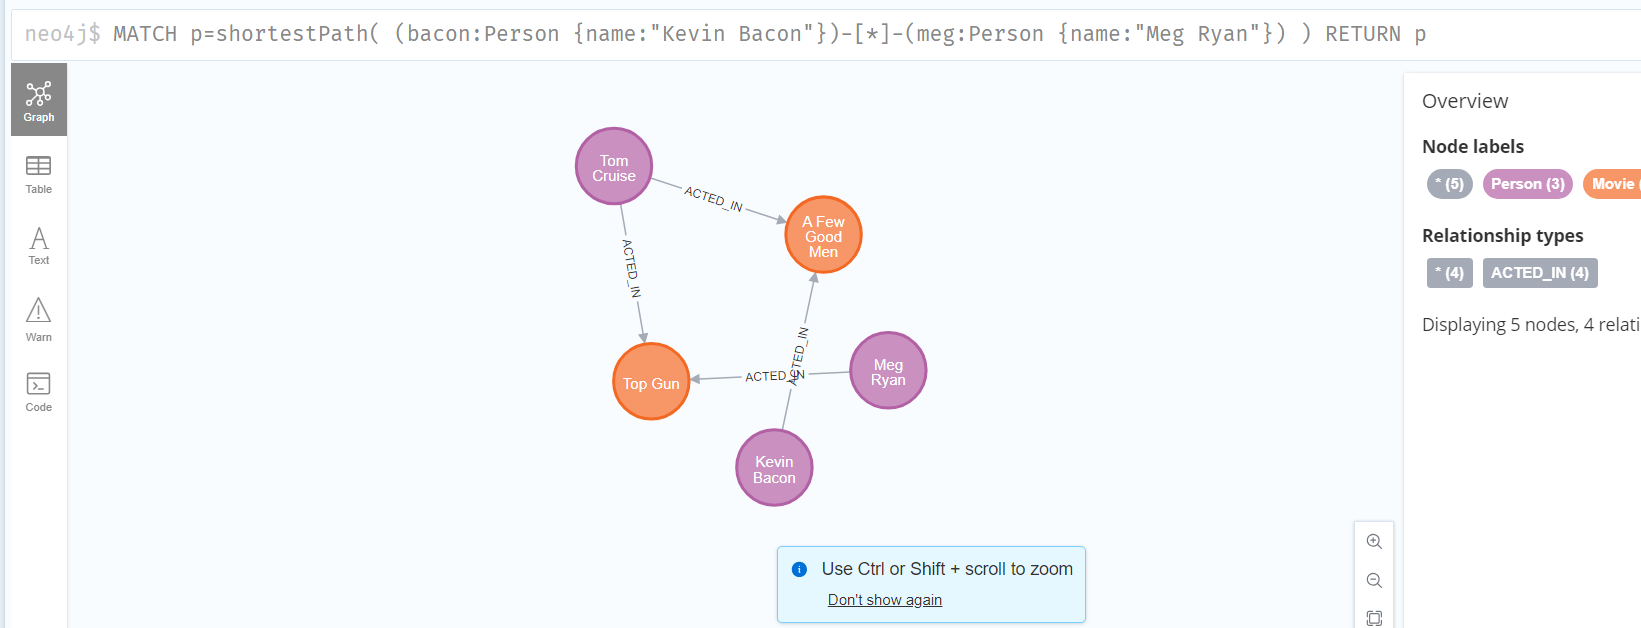 neo4j$ MATCH p=shortestPath( (bacon:Person {name:"Kevin Bacon"})-[*]-(meg:Person {name:"Meg Ryan"}) ) RETURN p
Graph
Table
Text
Warn
Code
Tom
Cruise
ACTED_IN
A Few
Good
Men
ACTED_IN
ACTED_IN
Meg
Ryan
ACTED_IN
Top Gun
Kevin
Bacon
Use Ctrl or Shift + scroll to zoom
Don't show again
Overview
Node labels
* (5) Person (3) Movie (
Relationship types
* (4) ACTED_IN (4)
Displaying 5 nodes, 4 relati